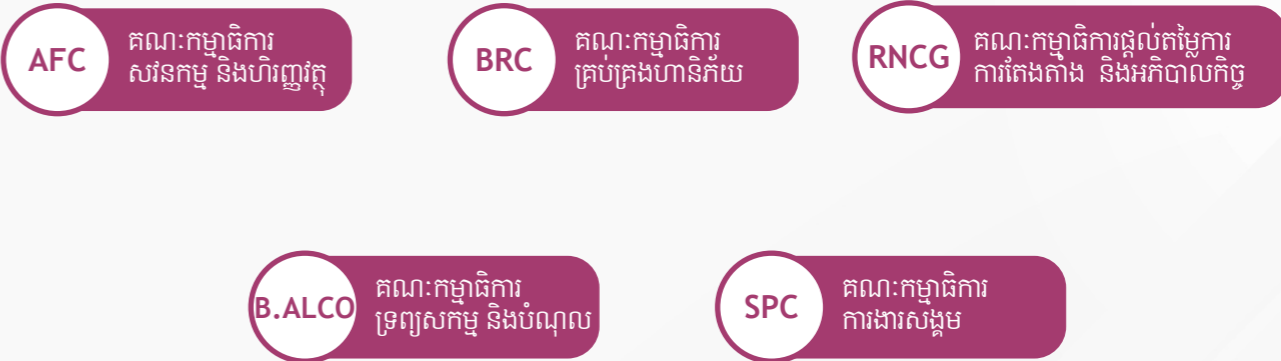 AFC
គណៈកម្មាធិការ
សវនកម្ម និងហិរញ្ញវត្ថុ
BRC
គណៈកម្មាធិការ
គ្រប់គ្រងហានិភ័យ
RNCG
គណៈកម្មាធិការផ្តល់តម្លៃការ
ការតែងតាំង និងអភិបាលកិច្ច
B.ALCO
គណៈកម្មាធិការ
ទ្រព្យសកម្ម និងបំណុល
SPC
គណៈកម្មាធិការ
ការងារសង្គម